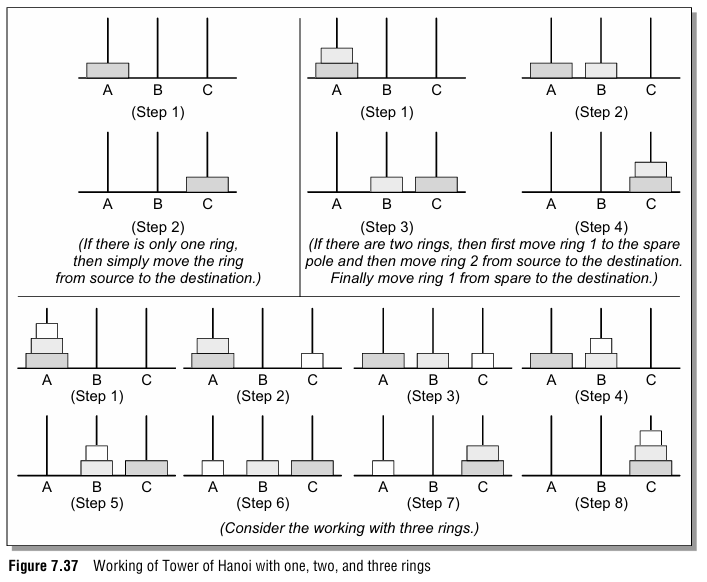 A B C
(Step 1)
A B C
(Step 2)
(If there is only one ring,
then simply move the ring
from source to the destination.)
A B C
(Step 1)
A B C
(Step 2)
A B C
(Step 3)
A B C
(Step 4)
(If there are two rings, then first move ring 1 to the spare
pole and then move ring 2 from source to the destination.
Finally move ring 1 from spare to the destination.)
A B C
(Step 1)
A B C
(Step 2)
A B C
(Step 3)
A B C
(Step 4)
A B C
(Step 5)
A B C
(Step 6)
A B C
(Step 7)
A B C
(Step 8)
(Consider the working with three rings.)
Figure 7.37 Working of Tower of Hanoi with one, two, and three rings